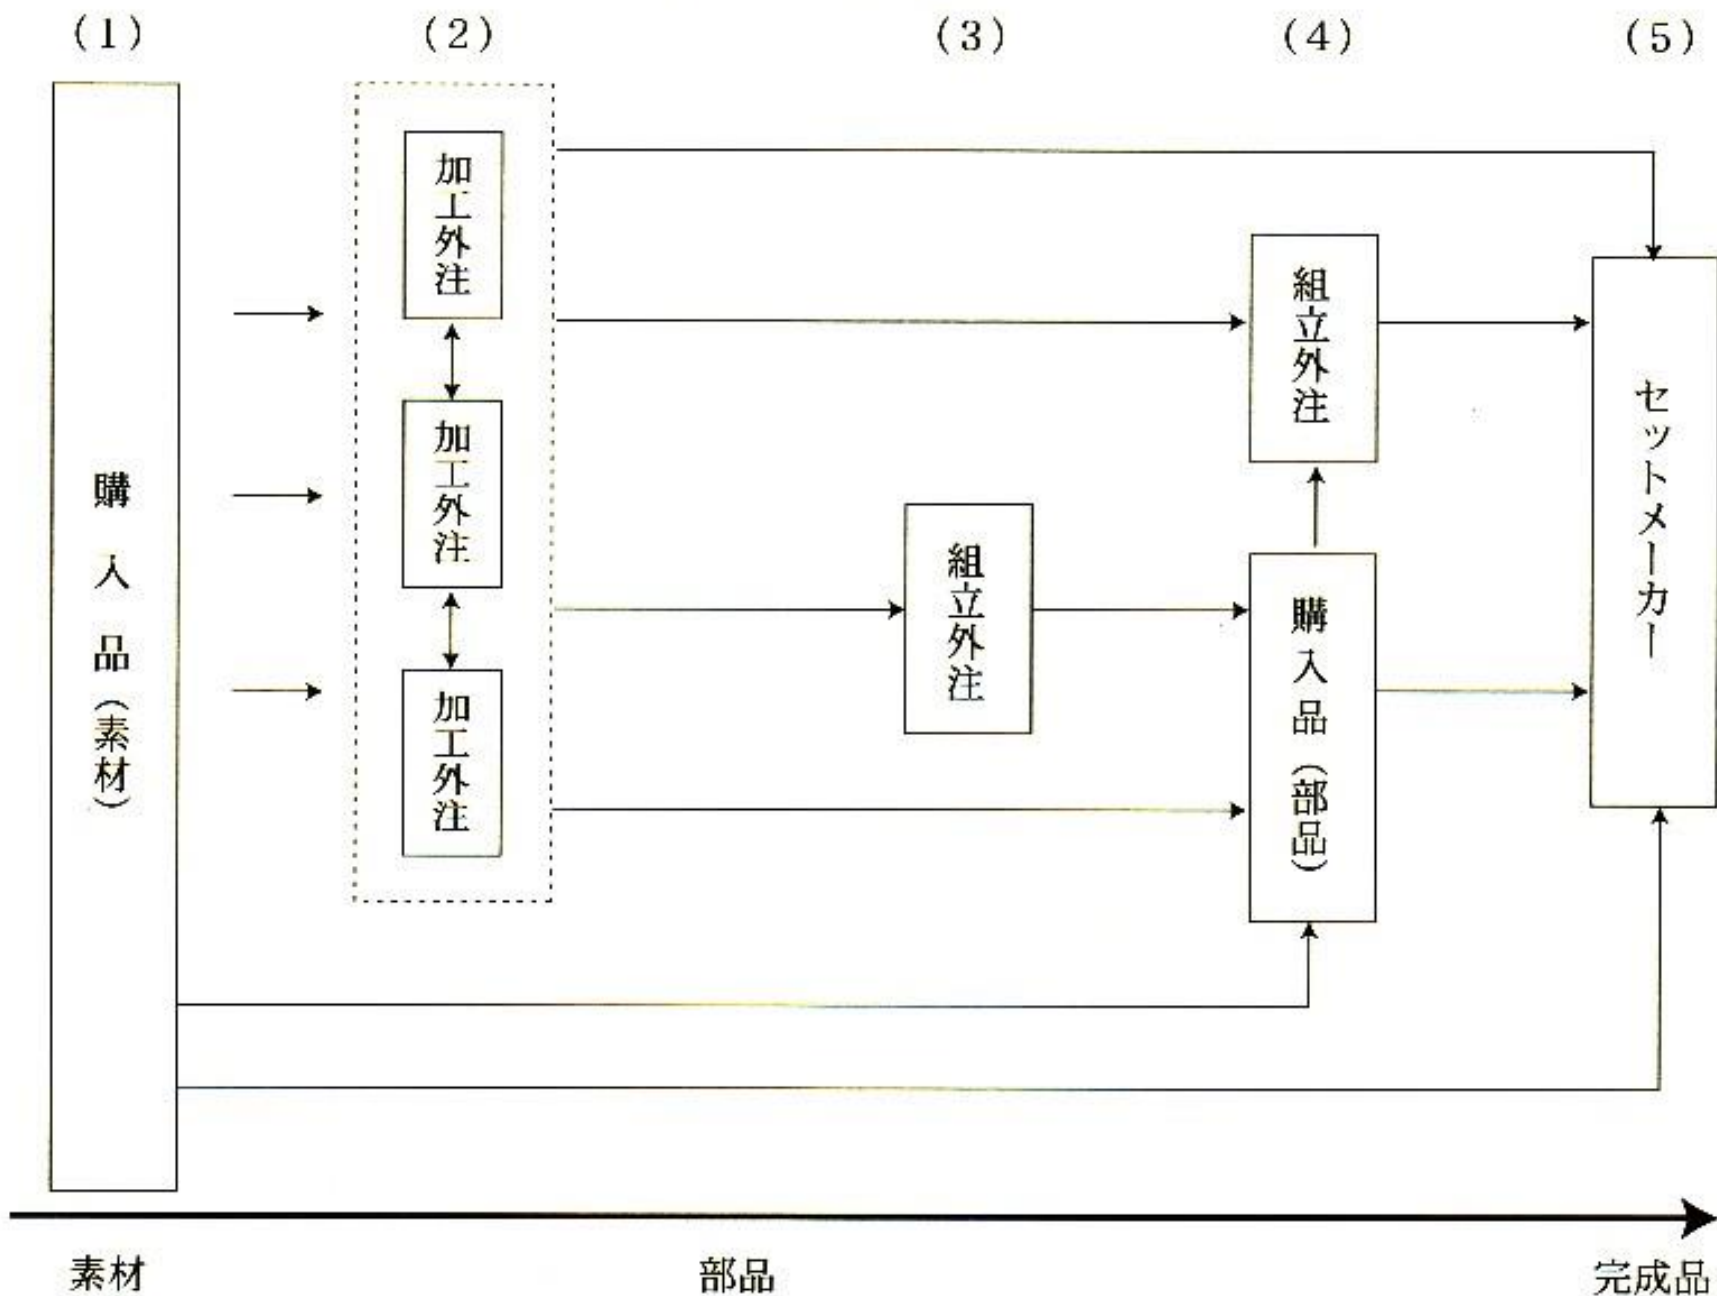 (1)
(2)
(3)
(4)
(5)
購入品(素材)
加工外注
加工外注
加工外注
組立外注
組立外注
購入品(部品)
セットメーカー
素材
部品
完成品